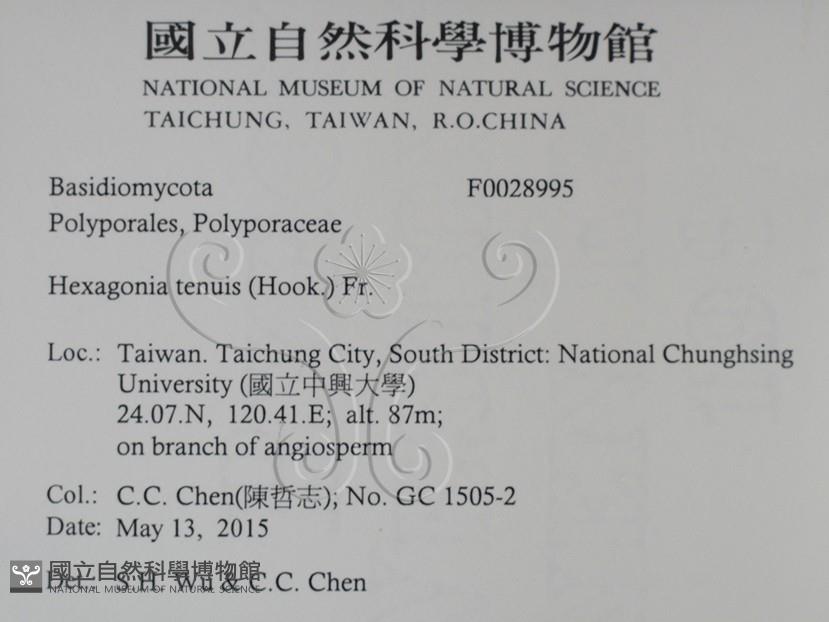 國立自然科學博物館
NATIONAL MUSEUM OF NATURAL SCIENCE
TAICHUNG, TAIWAN, R.O.CHINA
Basidiomycota F0028995
Polyporales, Polyporaceae
Hexagonia tenuis (Hook.) Fr.
Loc.: Taiwan. Taichung City, South District: National Chunghsing
University (國立中興大學)
24.07.N, 120.41.E; alt. 87m;
on branch of angiosperm
Col.: C.C. Chen(陳哲志); No. GC 1505-2
Date: May 13, 2015
Det.: S.H. Wu & C.C. Chen
國立自然科學博物館
NATIONAL MUSEUM OF NATURAL SCIENCE